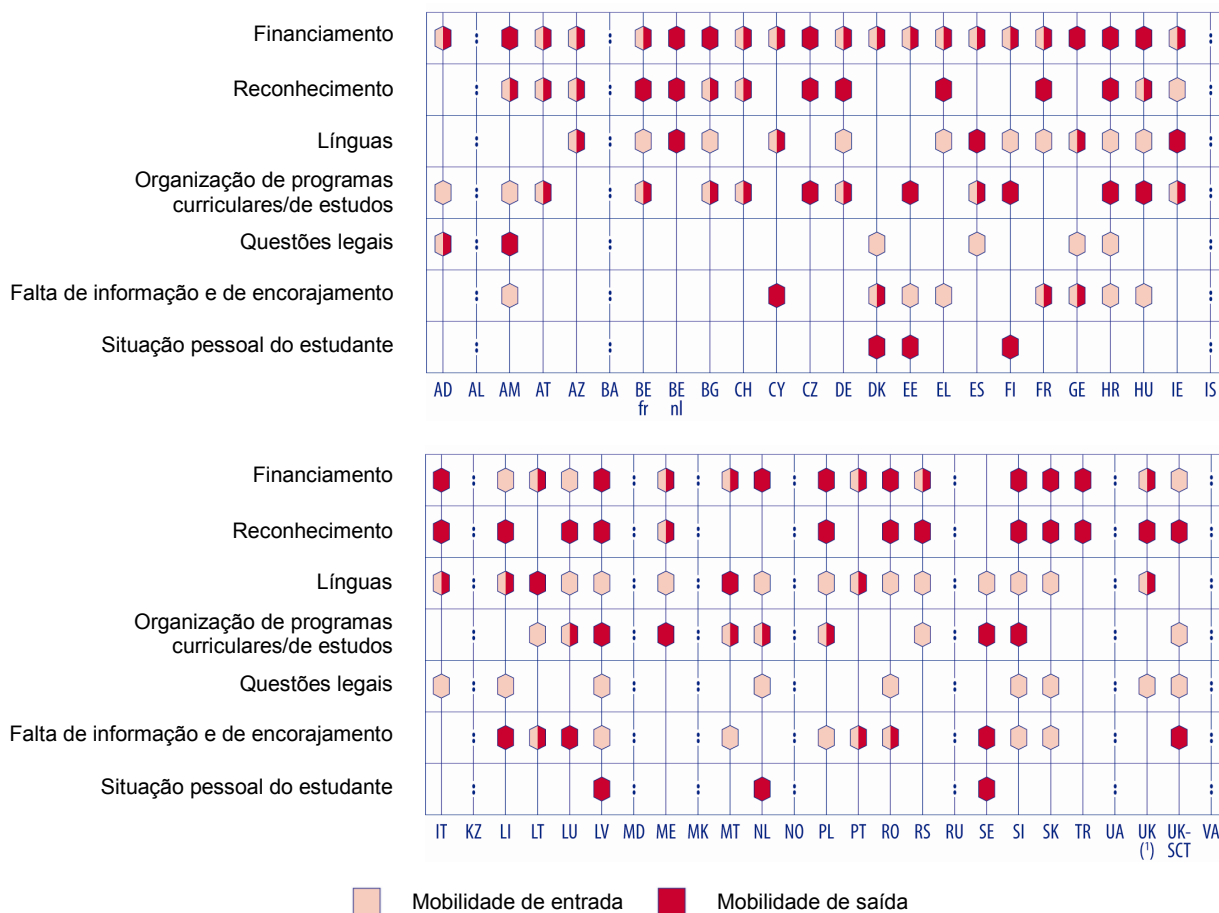 Financiamento
Reconhecimento
Línguas
Organização de programas
curriculares/de estudos
Questões legais
Falta de informação e de encorajamento
Situação pessoal do estudante
AD AL AM AT AZ BA BE BE BG CH CY CZ DE DK EE EL ES FI FR GE HR HU IE IS
fr nl
Financiamento
Reconhecimento
Línguas
Organização de programas
curriculares/de estudos
Questões legais
Falta de informação e de encorajamento
Situação pessoal do estudante
IT KZ LI LT LU LV MD ME MK MT NL NO PL PT RO RS RU SE SI SK TR UA UK UK- VA
(¹) SCT
Mobilidade de entrada Mobilidade de saída